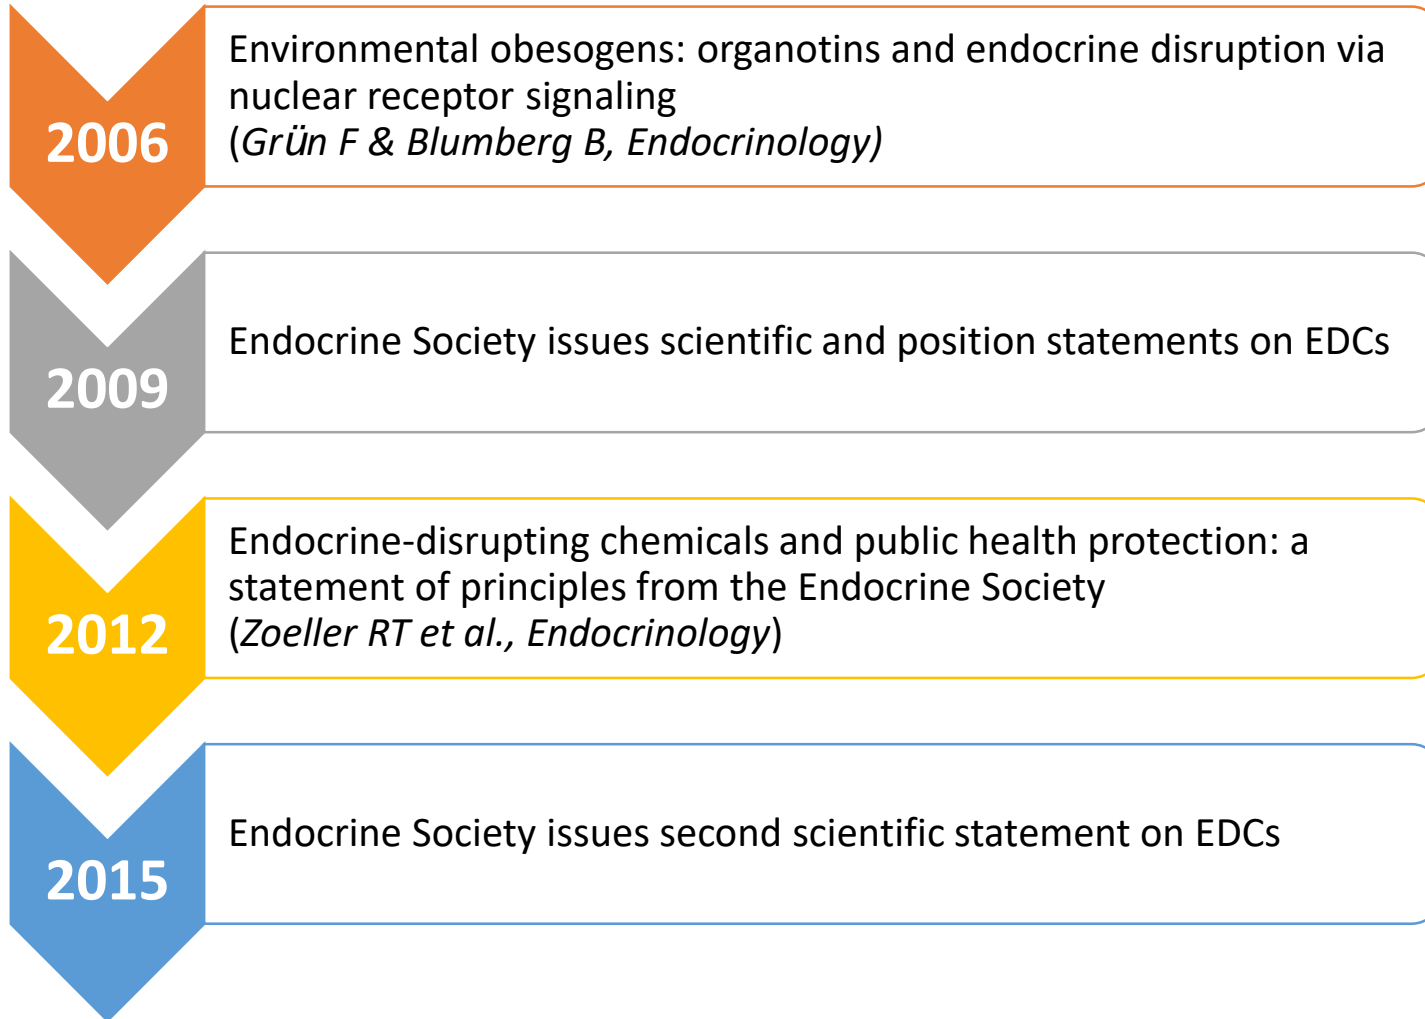 2006
Environmental obesogens: organotins and endocrine disruption via
nuclear receptor signaling
(Grün F & Blumberg B, Endocrinology)
2009
Endocrine Society issues scientific and position statements on EDCs
2012
Endocrine-disrupting chemicals and public health protection: a
statement of principles from the Endocrine Society
(Zoeller RT et al., Endocrinology)
2015
Endocrine Society issues second scientific statement on EDCs